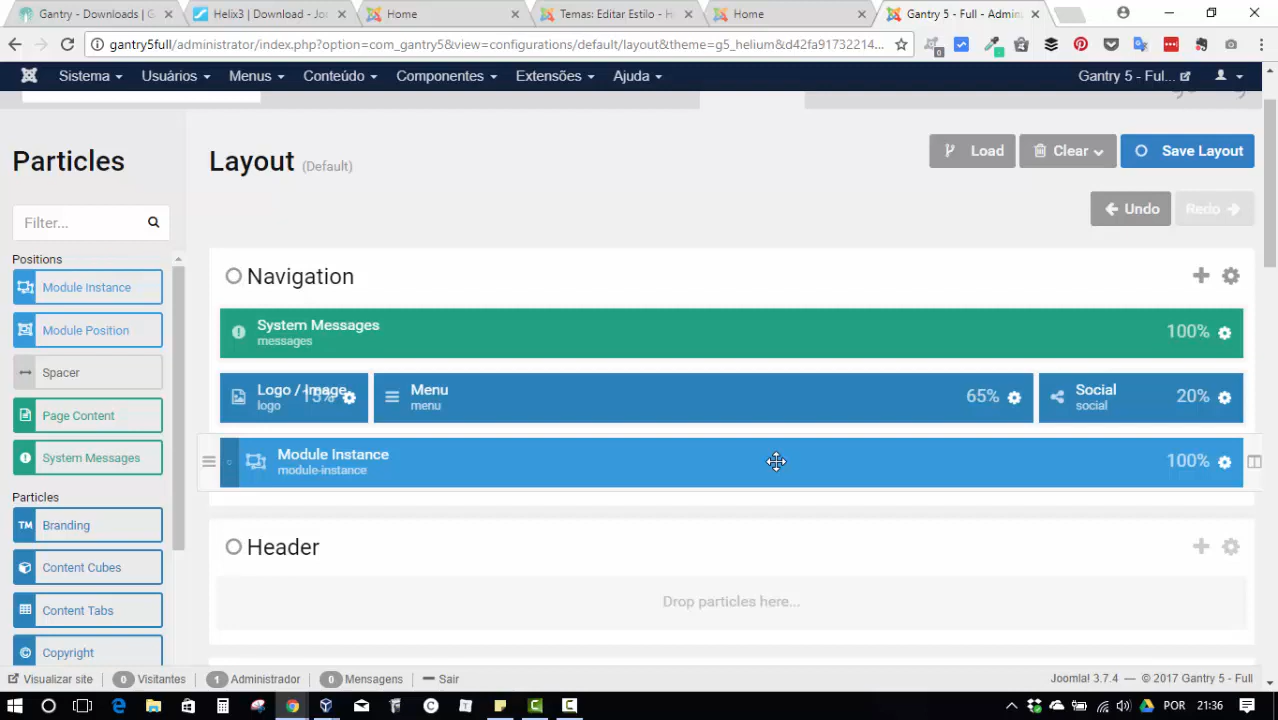 Gantry - Downloads | G
Helix3 | Download - Jo
Home
Temas: Editar Estilo - H
Home
Gantry 5 - Full - Admin
gantry5full/administrator/index.php?option=com_gantry5&view=configurations/default/layout&theme=g5_helium&d42fa91732214...
Sistema
Usuários
Menus
Conteúdo
Componentes
Extensões
Ajuda
Gantry 5 - Ful...
Particles
Layout (Default)
Load
Clear
Save Layout
Filter...
Undo
Redo
Positions
Module Instance
Module Position
Spacer
Page Content
System Messages
Particles
Branding
TM
Content Cubes
Content Tabs
Copyright
Navigation
System Messages
messages
100%
Logo / Image
logo
15%
Menu
menu
65%
Social
social
20%
Module Instance
module-instance
100%
Header
Drop particles here...
Visualizar site
0 Visitantes
1 Administrador
0 Mensagens
Sair
Joomla! 3.7.4 — © 2017 Gantry 5 - Full
POR
21:36